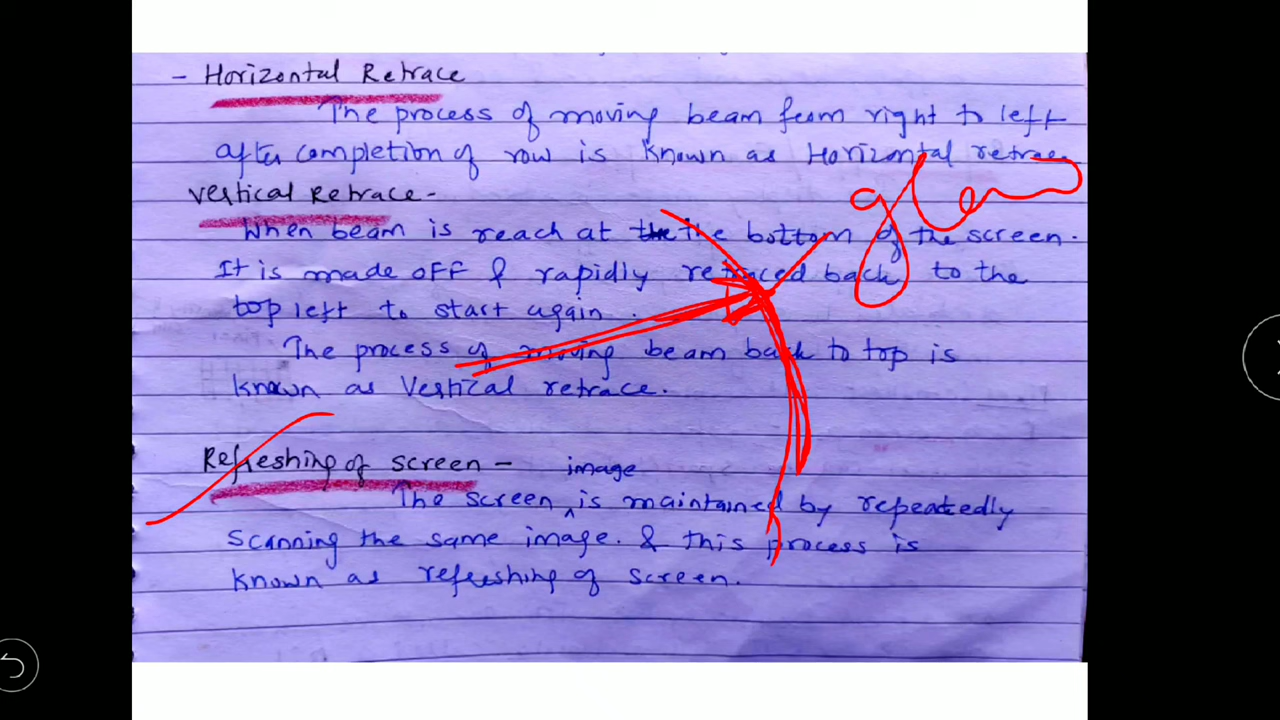 - Horizontal Retrace
The process of moving beam from right to left
after completion of row is known as Horizontal retrace
Vertical Retrace -
When beam is reach at the bottom of the screen.
It is made OFF & rapidly retraced back to the
top left to start again.
The process of moving beam back to top is
known as Vertical retrace.
Refreshing of screen -
image
The screen ^ is maintained by repeatedly
scanning the same image. & this process is
known as refreshing of screen.